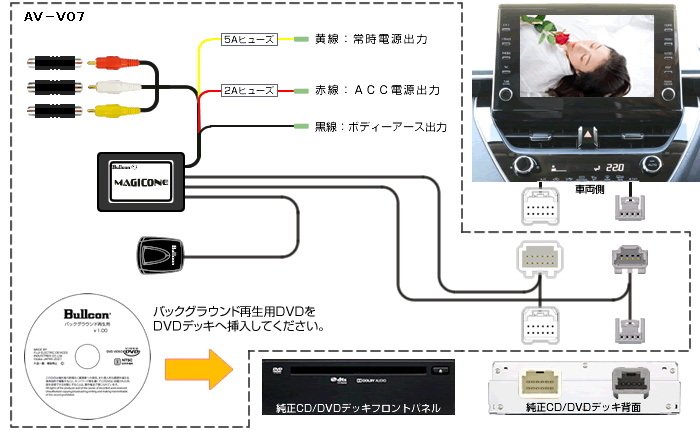 AV－V07
5Aヒューズ
黄線：常時電源出力
2Aヒューズ
赤線：ＡＣＣ電源出力
黒線：ボディーアース出力
Bullcon
MAGICONE
22.0
車両側
Bullcon
Bullcon
バックグラウンド再生用
v 1.00
バックグラウンド再生用DVDを
DVDデッキへ挿入してください。
DVD
dts
DOLBY AUDIO
純正CD/DVDデッキフロントパネル
純正CD/DVDデッキ背面